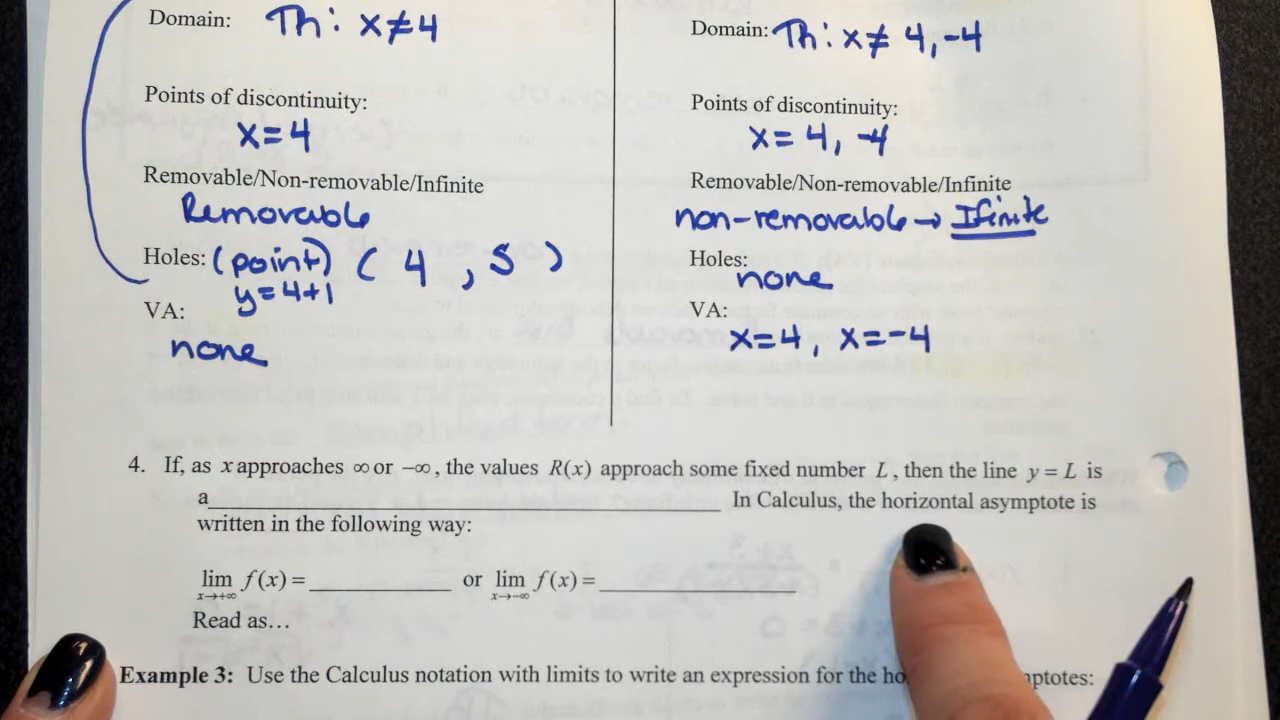 Domain: Th: x≠4
Points of discontinuity:
x=4
Removable/Non-removable/Infinite
Removable
Holes: (point) ( 4 , 5 )
y=4+1
VA:
none
Domain: Th: x≠ 4,-4
Points of discontinuity:
x= 4, -4
Removable/Non-removable/Infinite
non-removable → Ifinite
Holes:
none
VA:
x=4, x=-4
4. If, as x approaches ∞ or -∞, the values R(x) approach some fixed number L, then the line y = L is
a______ In Calculus, the horizontal asymptote is
written in the following way:
lim x→+∞ f(x) = ______ or lim x→-∞ f(x) = ______
Read as...
Example 3: Use the Calculus notation with limits to write an expression for the ho mptotes: